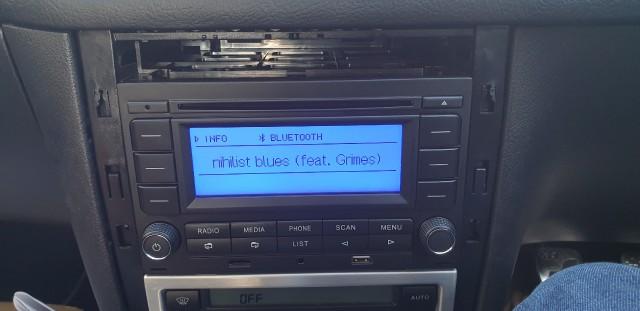 INFO BLUETOOTH
nihilist blues (feat. Grimes)
RADIO MEDIA PHONE SCAN MENU
LIST
OFF AUTO